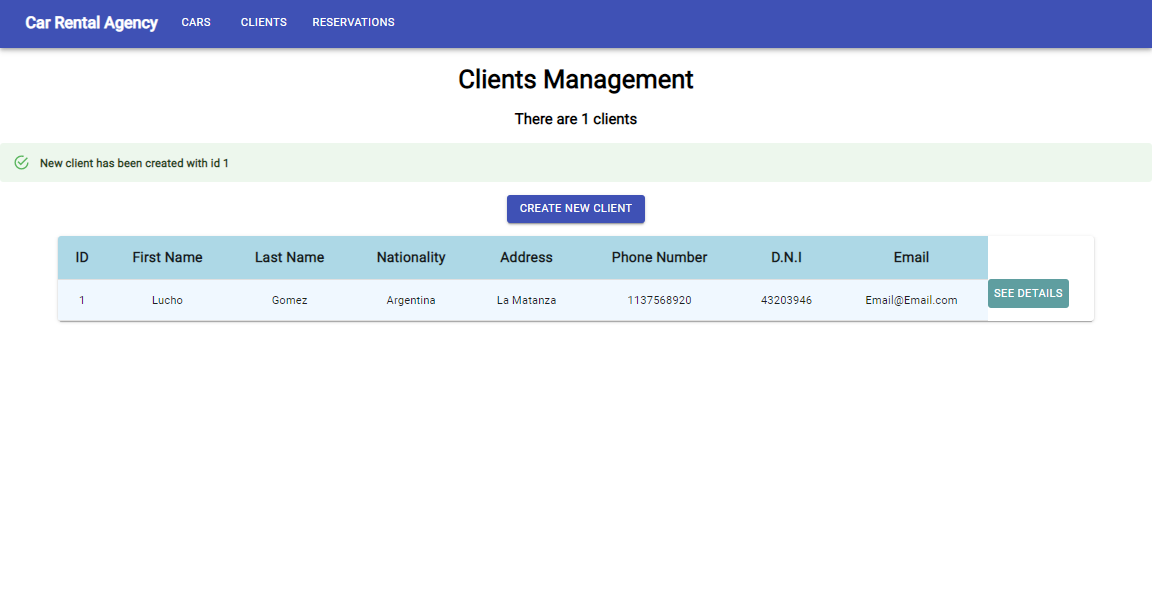 Car Rental Agency CARS CLIENTS RESERVATIONS
Clients Management
There are 1 clients
New client has been created with id 1
CREATE NEW CLIENT
ID First Name Last Name Nationality Address Phone Number D.N.I Email
1 Lucho Gomez Argentina La Matanza 1137568920 43203946 Email@Email.com SEE DETAILS